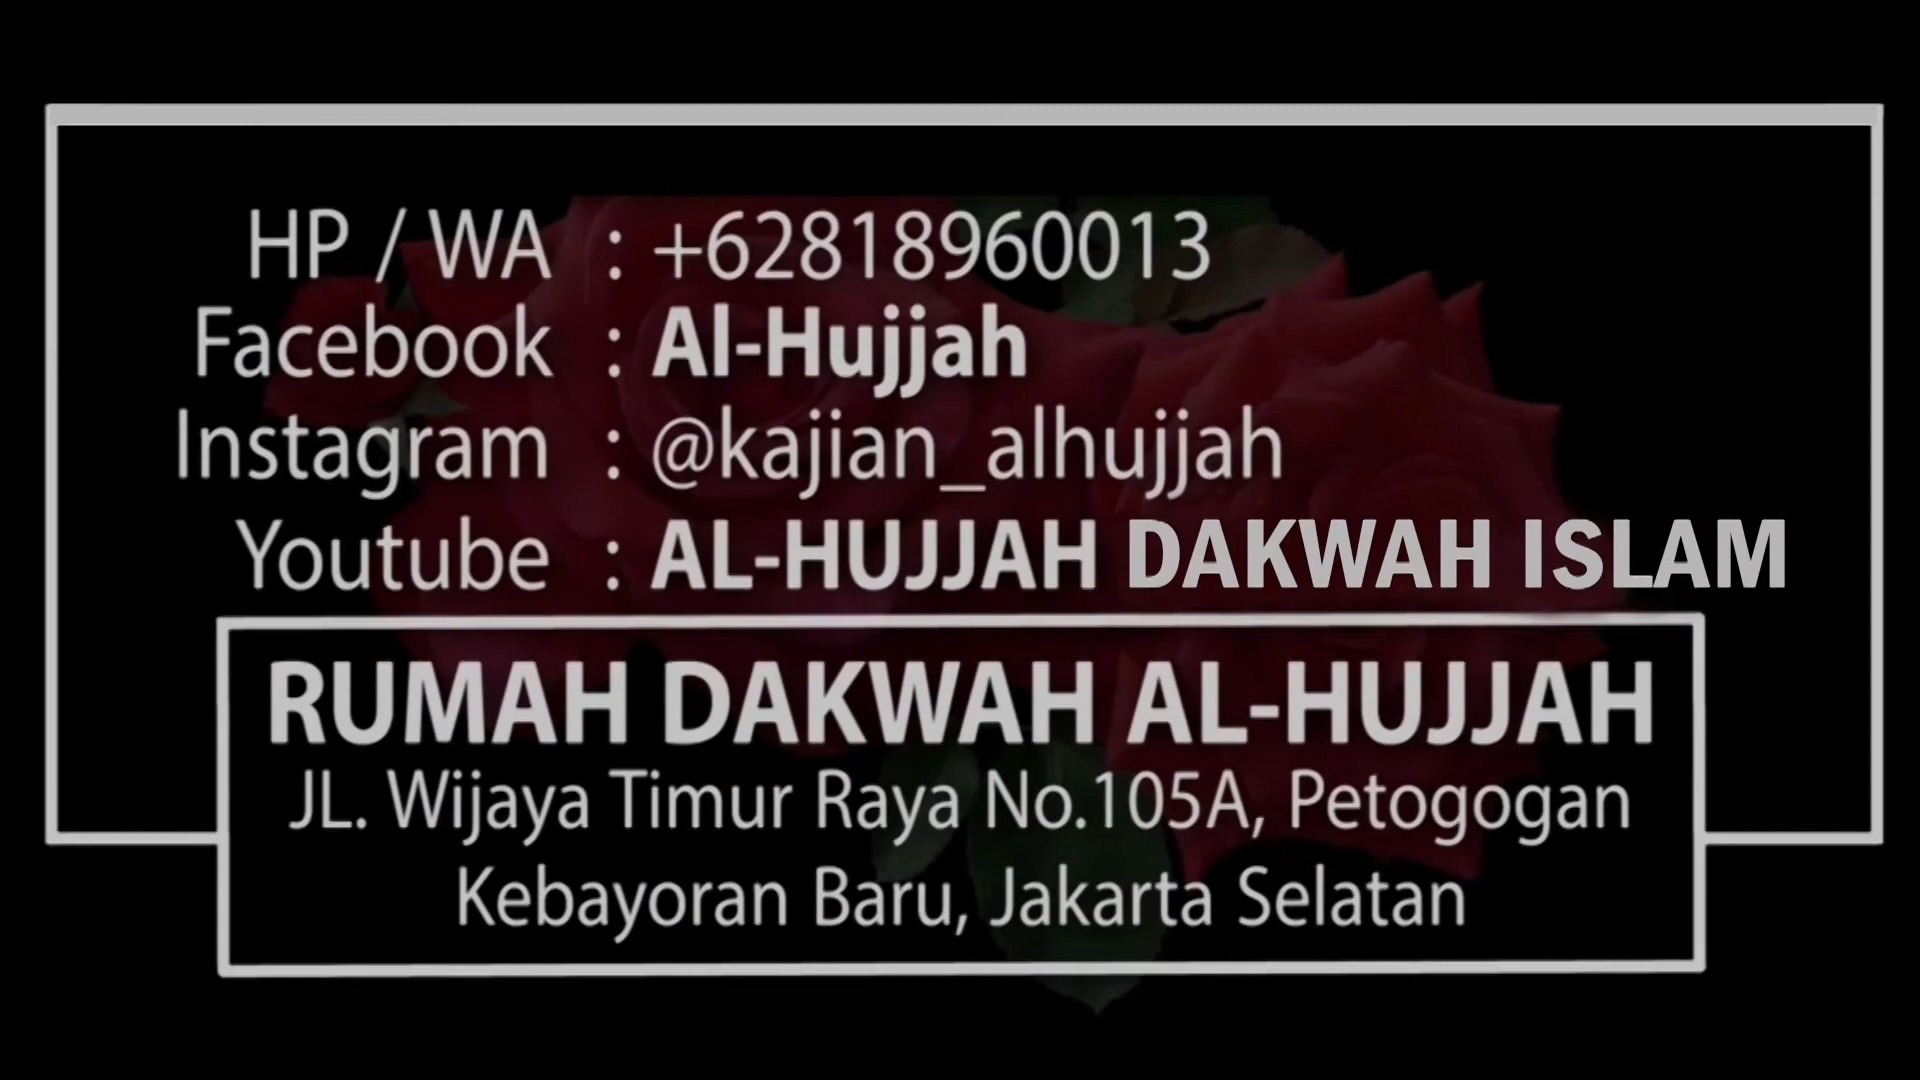 HP / WA : +62818960013
Facebook : Al-Hujjah
Instagram : @kajian_alhujjah
Youtube : AL-HUJJAH DAKWAH ISLAM
RUMAH DAKWAH AL-HUJJAH
JL. Wijaya Timur Raya No.105A, Petogogan
Kebayoran Baru, Jakarta Selatan